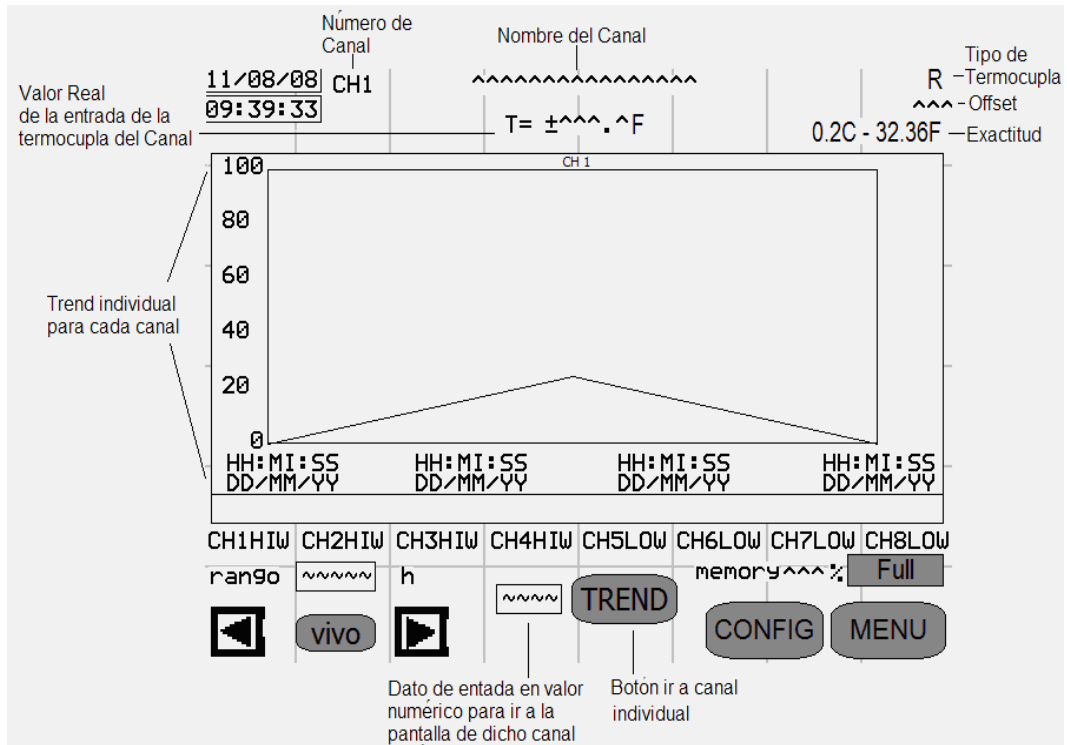 Número de
Canal
Nombre del Canal
Tipo de
Termocupla
Valor Real
de la entrada de la
termocupla del Canal
11/08/08
CH1
^^^^^^^^^^^^^^^^
R
09:39:33
^^^
Offset
T= ±^^^.^F
0.2C - 32.36F
Exactitud
CH 1
100
80
60
40
20
0
Trend individual
para cada canal
HH:MI:SS HH:MI:SS HH:MI:SS HH:MI:SS
DD/MM/YY DD/MM/YY DD/MM/YY DD/MM/YY
CH1HIW CH2HIW CH3HIW CH4HIW CH5LOW CH6LOW CH7LOW CH8LOW
rango ~~~~~ h
memory^^^% Full
~~~~ TREND
vivo
CONFIG MENU
Dato de entada en valor
numérico para ir a la
pantalla de dicho canal
Botón ir a canal
individual